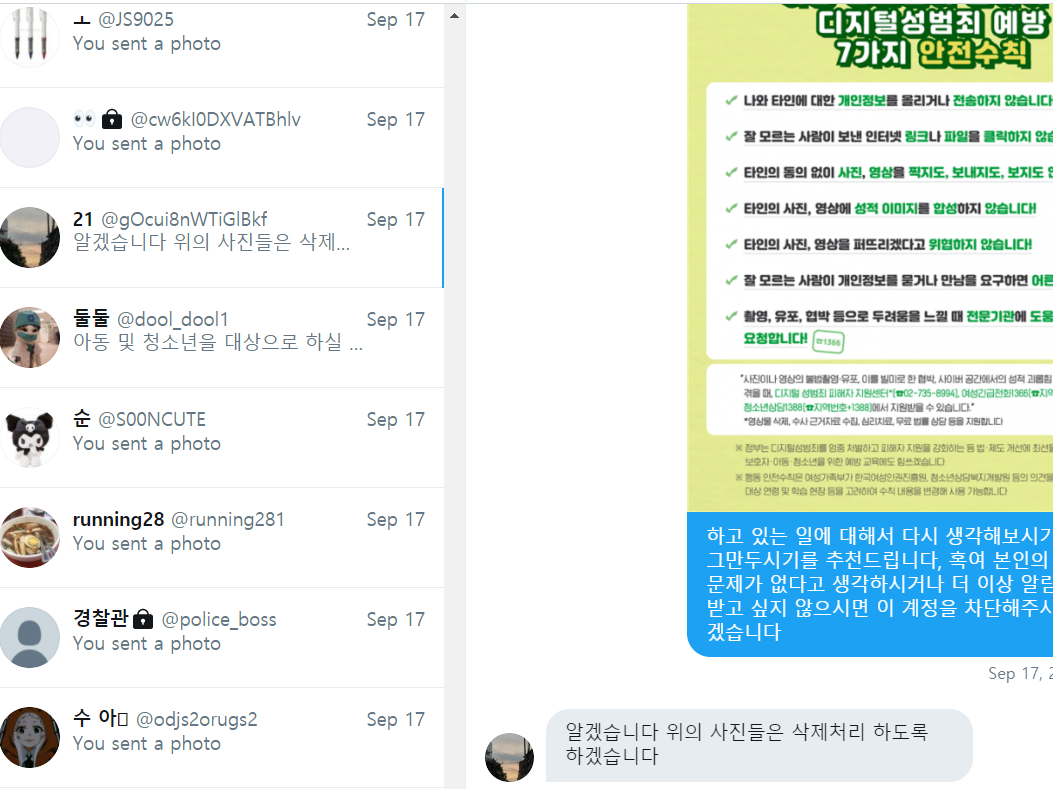 ㅗ @JS9025 Sep 17
You sent a photo
@cw6kI0DXVATBhlv Sep 17
You sent a photo
21 @gOcui8nWTiGlBkf Sep 17
알겠습니다 위의 사진들은 삭제...
둘둘 @dool_dool1 Sep 17
아동 및 청소년을 대상으로 하실 ...
순 @S00NCUTE Sep 17
You sent a photo
running28 @running281 Sep 17
You sent a photo
경찰관 @police_boss Sep 17
You sent a photo
수 아 @odjs2orugs2 Sep 17
You sent a photo
디지털성범죄 예방
7가지 안전수칙
나와 타인에 대한 개인정보를 올리거나 전송하지 않습니다
잘 모르는 사람이 보낸 인터넷 링크나 파일을 클릭하지 않습
타인의 동의 없이 사진, 영상을 찍지도, 보내지도, 보지도
타인의 사진, 영상에 성적 이미지를 합성하지 않습니다!
타인의 사진, 영상을 퍼뜨리겠다고 위협하지 않습니다!
잘 모르는 사람이 개인정보를 묻거나 만남을 요구하면 어른
촬영, 유포, 협박 등으로 두려움을 느낄 때 전문기관에 도움
요청합니다! ☎1366
"사진이나 영상의 불법촬영·유포, 이를 빌미로 한 협박, 사이버 공간에서의 성적 괴롭힘
겪을 때, 디지털 성범죄 피해자 지원센터*(☎02-735-8994), 여성긴급전화1366(☎지역
청소년상담1388(☎지역번호+1388)에서 지원받을 수 있습니다."
*영상물 삭제, 수사 근거자료 수집, 심리치료, 무료 법률 상담 등을 지원합니다
※ 정부는 디지털성범죄를 엄중 처벌하고 피해자 지원을 강화하는 등 법·제도 개선에 최선을
보호자·아동·청소년을 위한 예방 교육에도 힘쓰겠습니다
※ 행동 안전수칙은 여성가족부가 한국여성인권진흥원, 청소년상담복지개발원 등의 의견을
대상 연령 및 학습 현장 등을 고려하여 수칙 내용을 변경해 사용 가능합니다
하고 있는 일에 대해서 다시 생각해보시기
그만두시기를 추천드립니다, 혹여 본인의
문제가 없다고 생각하시거나 더 이상 알림
받고 싶지 않으시면 이 계정을 차단해주시
겠습니다
Sep 17, 2
알겠습니다 위의 사진들은 삭제처리 하도록
하겠습니다